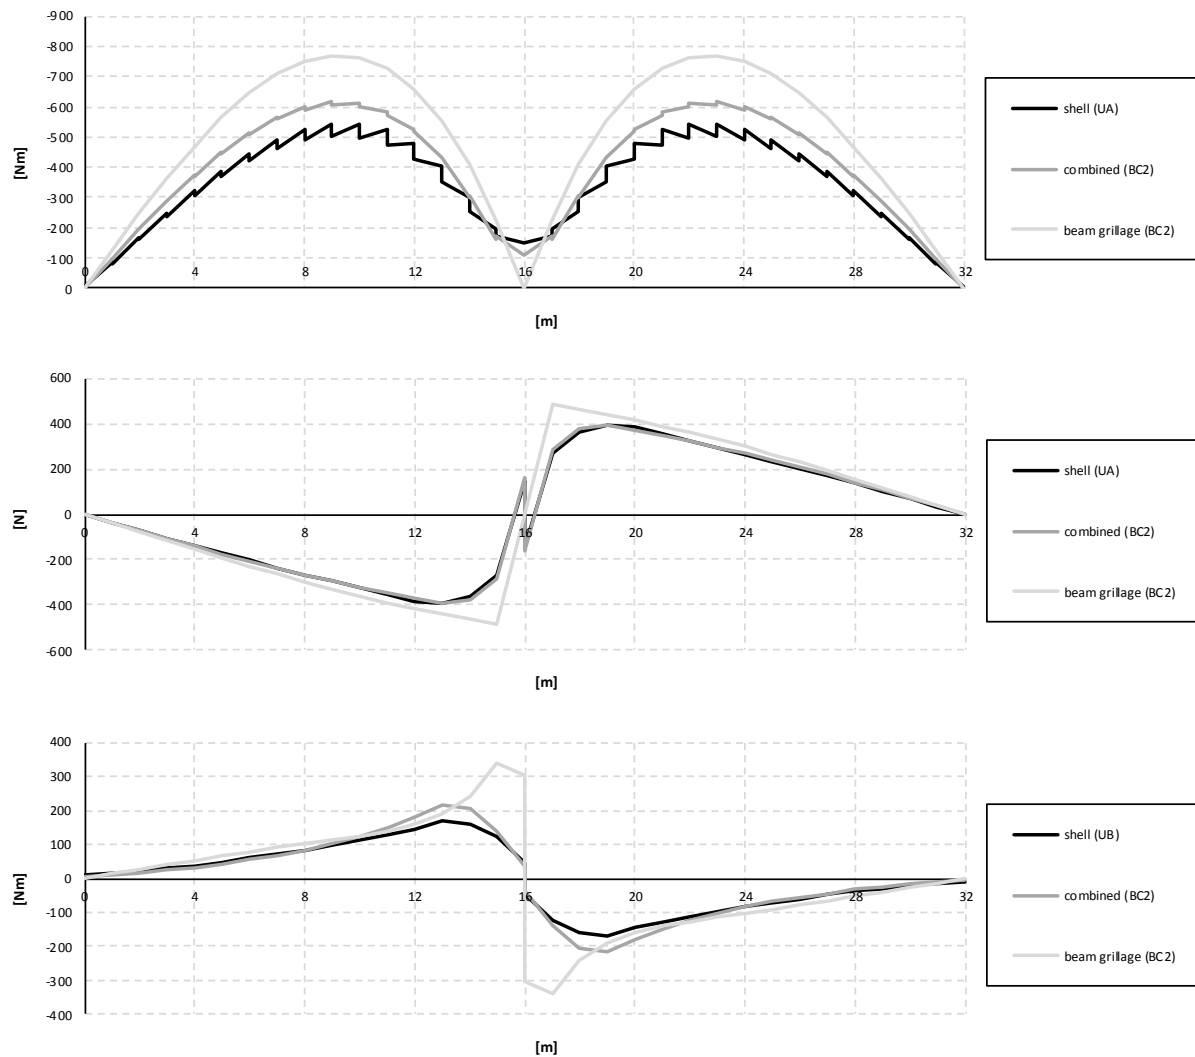 -900
-800
-700
-600
-500
-400
-300
-200
-100
0
[Nm]
0 4 8 12 16 20 24 28 32
[m]
shell (UA)
combined (BC2)
beam grillage (BC2)
600
400
200
0
-200
-400
-600
[N]
0 4 8 12 16 20 24 28 32
[m]
shell (UA)
combined (BC2)
beam grillage (BC2)
400
300
200
100
0
-100
-200
-300
-400
[Nm]
0 4 8 12 16 20 24 28 32
[m]
shell (UB)
combined (BC2)
beam grillage (BC2)